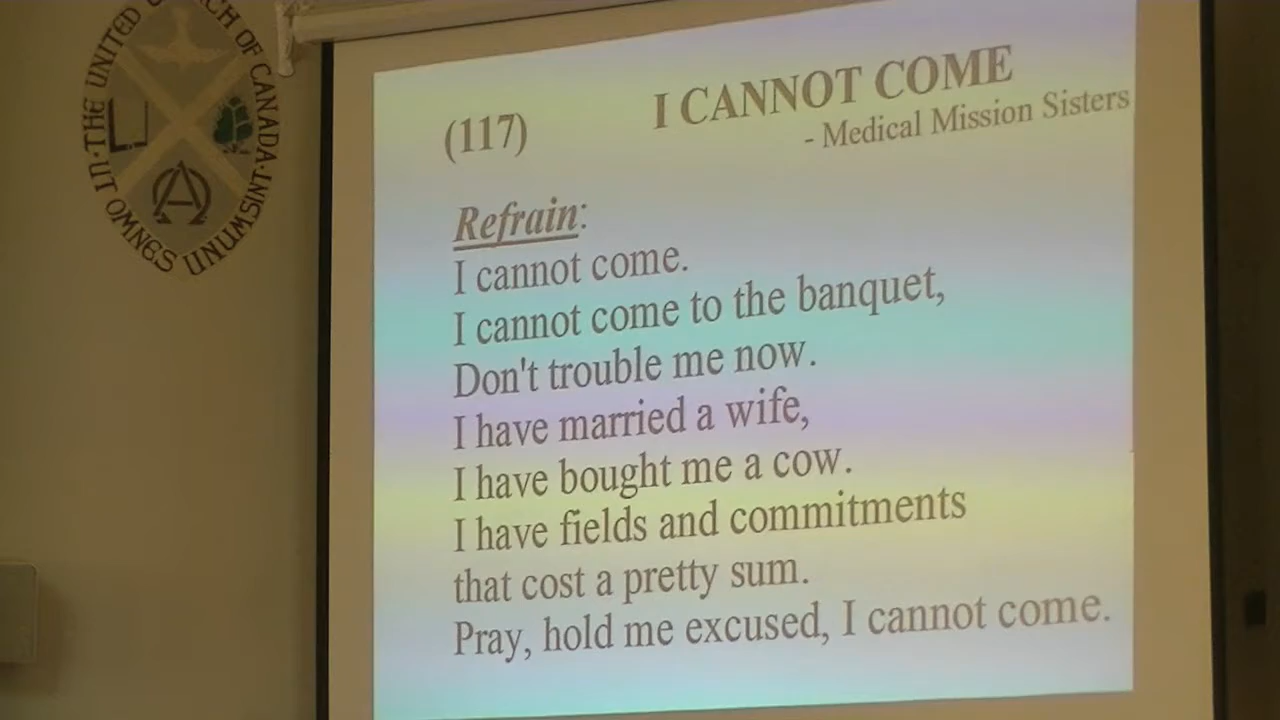 ·THE UNITED CHURCH OF CANADA·
UT OMNES UNUM SINT
ΑΩ
(117)
I CANNOT COME
- Medical Mission Sisters
Refrain:
I cannot come.
I cannot come to the banquet,
Don't trouble me now.
I have married a wife,
I have bought me a cow.
I have fields and commitments
that cost a pretty sum.
Pray, hold me excused, I cannot come.